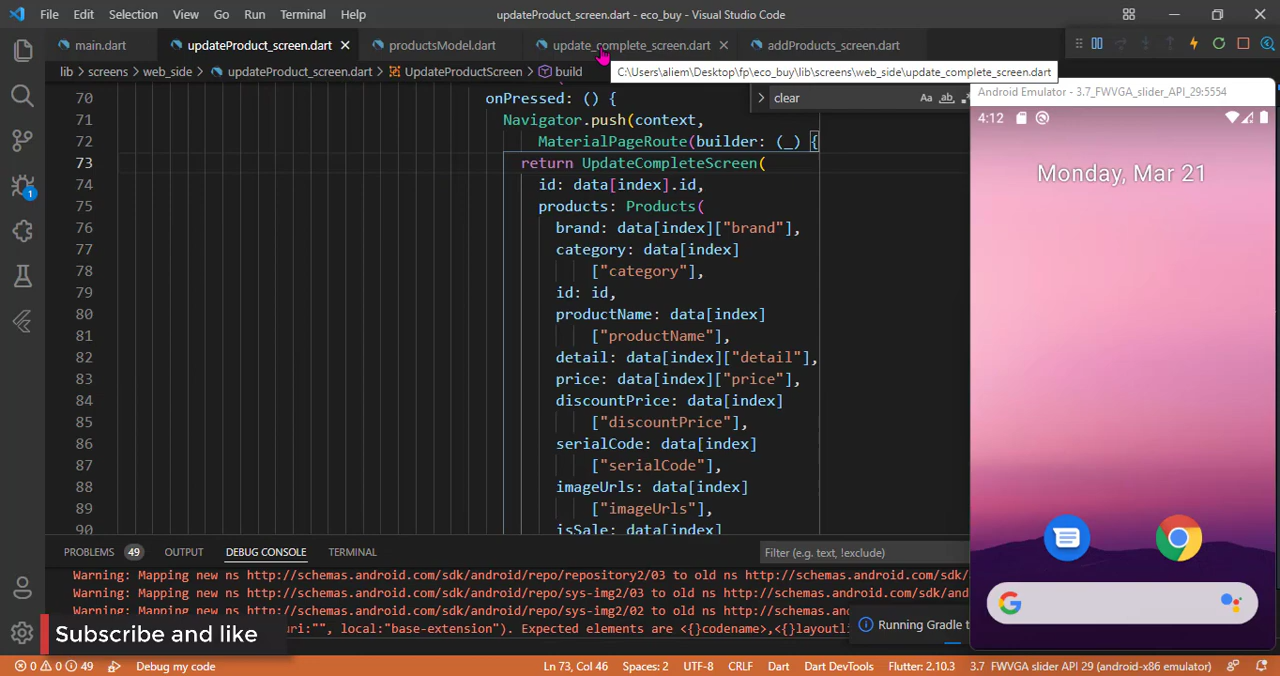 File Edit Selection View Go Run Terminal Help updateProduct_screen.dart - eco_buy - Visual Studio Code
main.dart updateProduct_screen.dart productsModel.dart update_complete_screen.dart addProducts_screen.dart
lib > screens > web_side > updateProduct_screen.dart > UpdateProductScreen > build
C:\Users\aliem\Desktop\fp\eco_buy\lib\screens\web_side\update_complete_screen.dart
clear Aa ab
70 onPressed: () {
71 Navigator.push(context,
72 MaterialPageRoute(builder: (_) {
73 return UpdateCompleteScreen(
74 id: data[index].id,
75 products: Products(
76 brand: data[index]["brand"],
77 category: data[index]
78 ["category"],
79 id: id,
80 productName: data[index]
81 ["productName"],
82 detail: data[index]["detail"],
83 price: data[index]["price"],
84 discountPrice: data[index]
85 ["discountPrice"],
86 serialCode: data[index]
87 ["serialCode"],
88 imageUrls: data[index]
89 ["imageUrls"],
90 isSale: data[index]
Android Emulator - 3.7_FWVGA_slider_API_29:5554
4:12
Monday, Mar 21
PROBLEMS 49 OUTPUT DEBUG CONSOLE TERMINAL Filter (e.g. text, !exclude)
Warning: Mapping new ns http://schemas.android.com/sdk/android/repo/repository2/03 to old ns http://schemas.android.com/sdk/
Warning: Mapping new ns http://schemas.android.com/sdk/android/repo/sys-img2/03 to old ns http://schemas.android.com/sdk/and
Warning: Mapping new ns http://schemas.android.com/sdk/android/repo/sys-img2/02 to old ns http://schemas.android.com/sdk/and
uri:"", local:"base-extension"). Expected elements are <{}codename>,<{}layoutli
Running Gradle t
Subscribe and like
1
0 0 49 Debug my code Ln 73, Col 46 Spaces: 2 UTF-8 CRLF Dart Dart DevTools Flutter: 2.10.3 3.7 FWVGA slider API 29 (android-x86 emulator)